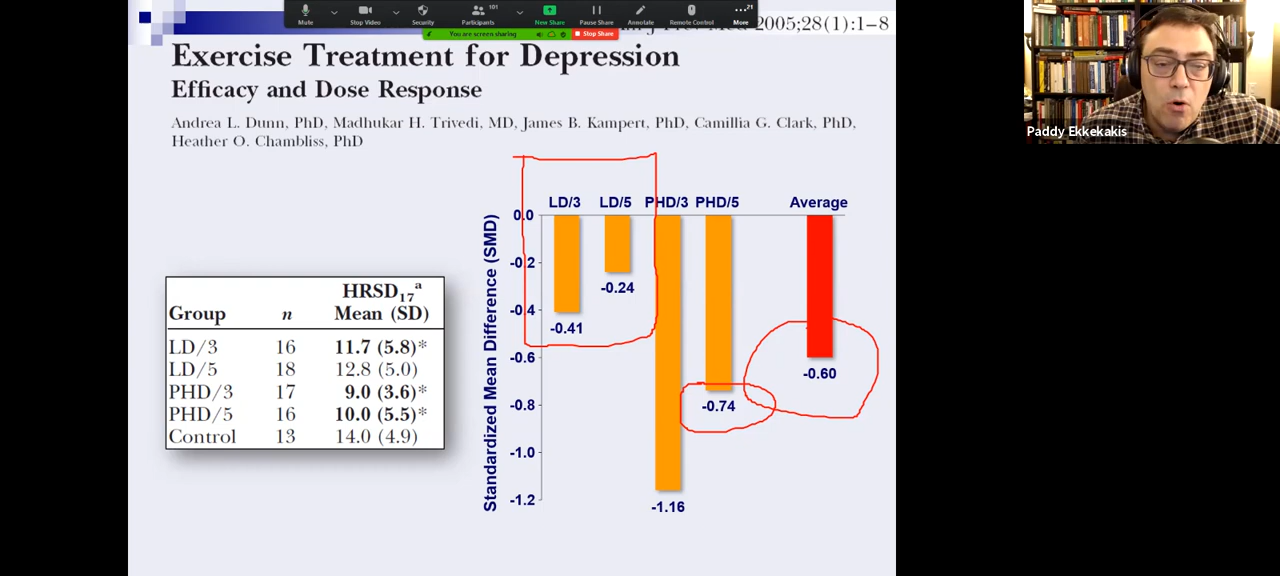 Mute
Stop Video
Security
Participants
101
New Share
Pause Share
Annotate
Remote Control
21
More
You are screen sharing
Stop Share
2005;28(1):1–8
Exercise Treatment for Depression
Efficacy and Dose Response
Andrea L. Dunn, PhD, Madhukar H. Trivedi, MD, James B. Kampert, PhD, Camillia G. Clark, PhD,
Heather O. Chambliss, PhD
Paddy Ekkekakis
HRSD17a
Group n Mean (SD)
LD/3 16 11.7 (5.8)*
LD/5 18 12.8 (5.0)
PHD/3 17 9.0 (3.6)*
PHD/5 16 10.0 (5.5)*
Control 13 14.0 (4.9)
Standardized Mean Difference (SMD)
LD/3 LD/5 PHD/3 PHD/5 Average
0.0
-0.2
-0.4
-0.6
-0.8
-1.0
-1.2
-0.41
-0.24
-1.16
-0.74
-0.60